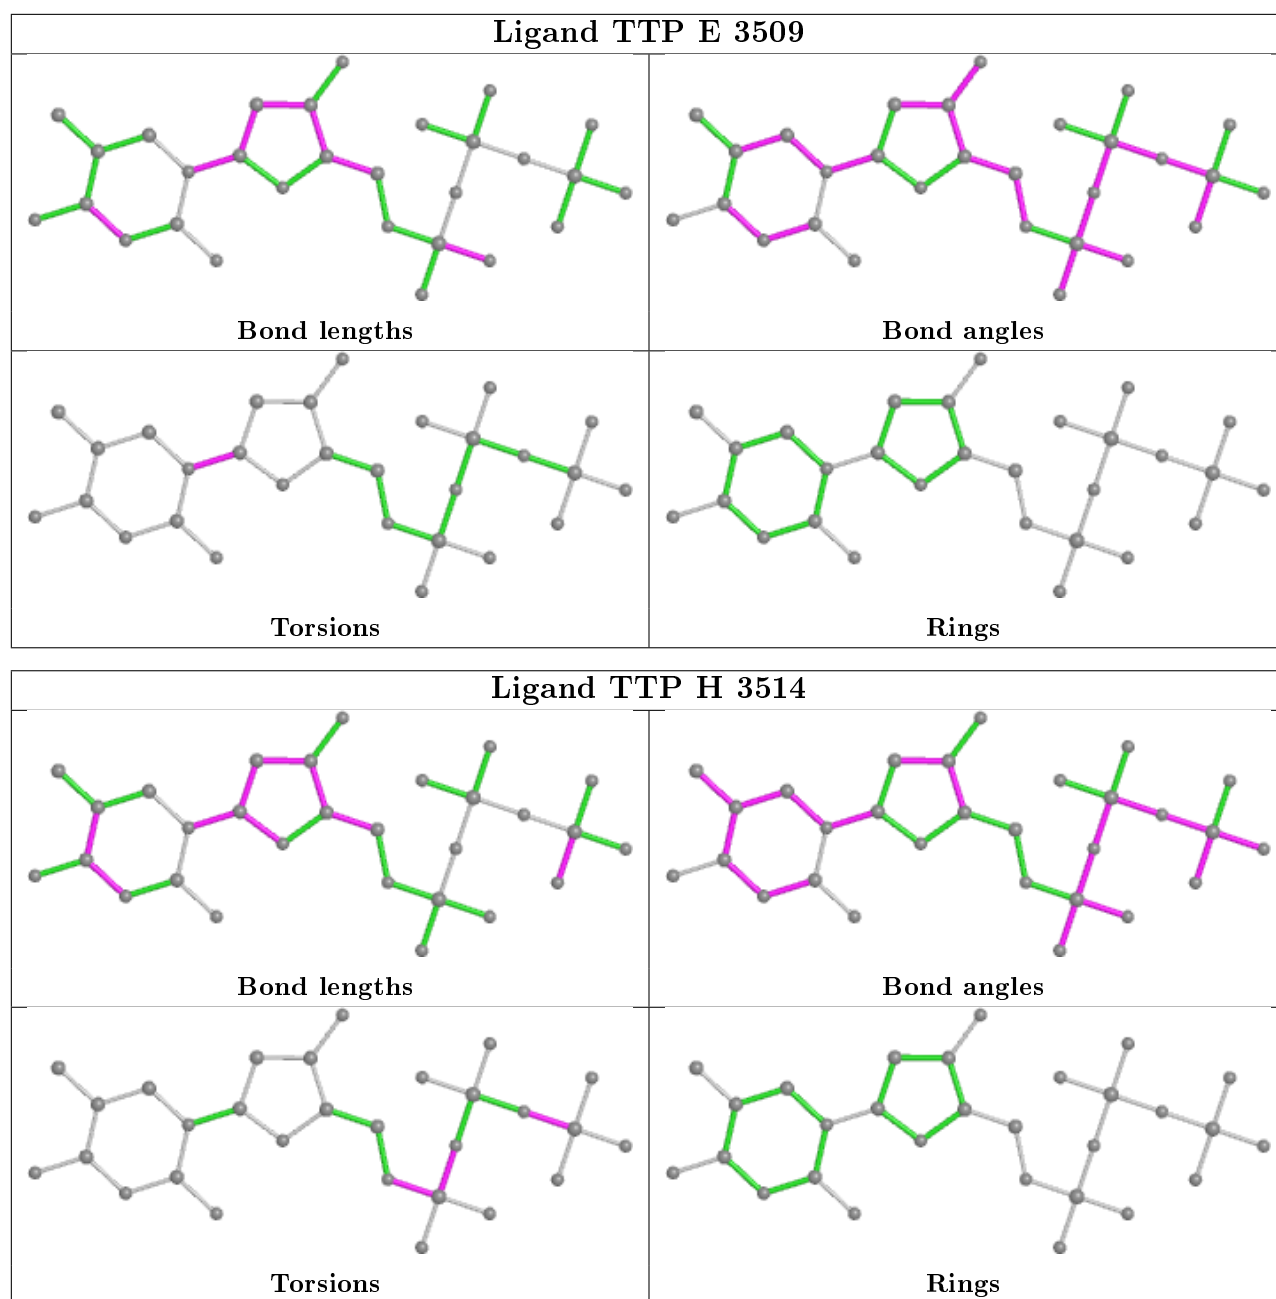 Ligand TTP E 3509
Bond lengths
Bond angles
Torsions
Rings
Ligand TTP H 3514
Bond lengths
Bond angles
Torsions
Rings